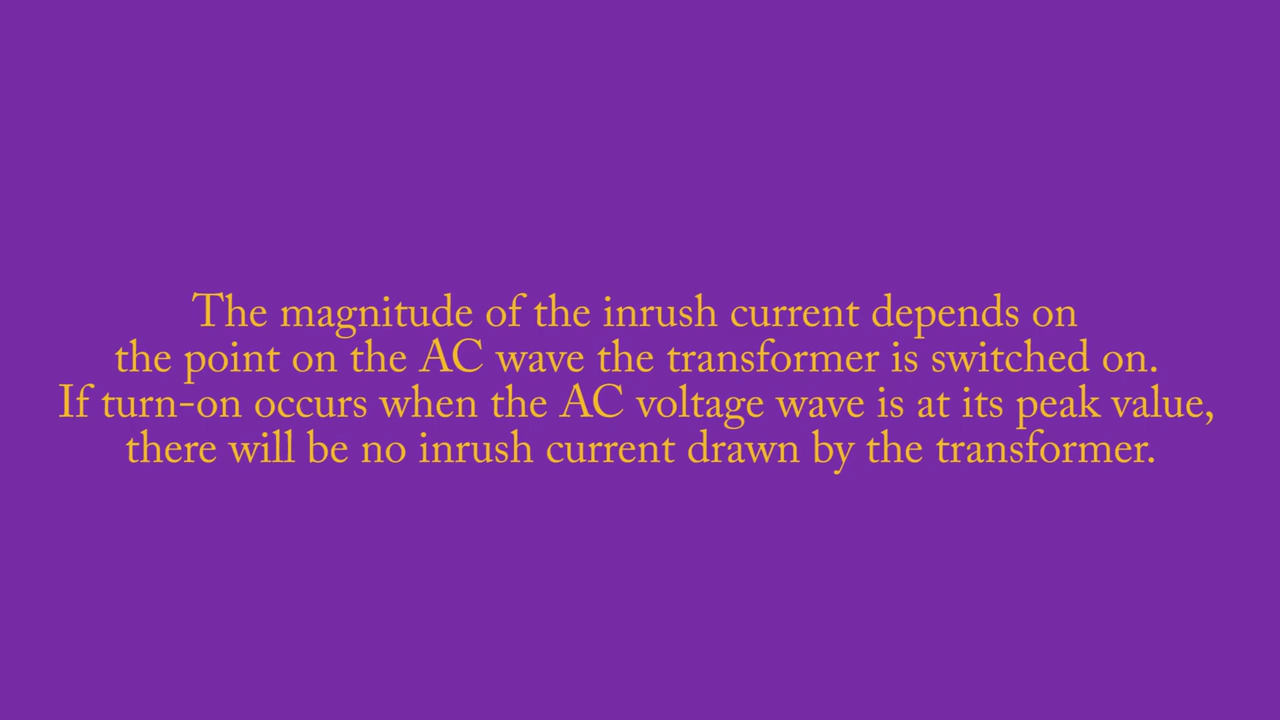 The magnitude of the inrush current depends on
the point on the AC wave the transformer is switched on.
If turn-on occurs when the AC voltage wave is at its peak value,
there will be no inrush current drawn by the transformer.